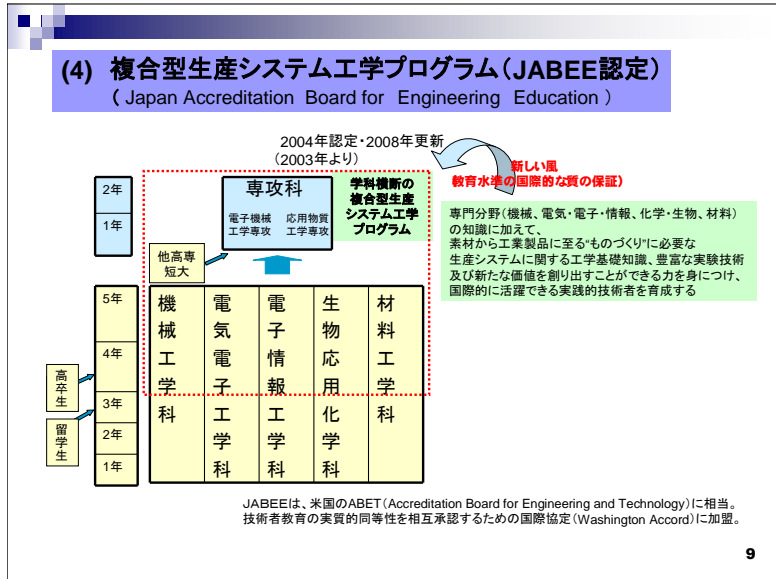 (4) 複合型生産システム工学プログラム(JABEE認定)
( Japan Accreditation Board for Engineering Education )
2004年認定・2008年更新
(2003年より)
新しい風
教育水準の国際的な質の保証)
2年
1年
専攻科
電子機械 応用物質
工学専攻 工学専攻
学科横断の
複合型生産
システム工学
プログラム
専門分野(機械、電気・電子・情報、化学・生物、材料)
の知識に加えて、
素材から工業製品に至る“ものづくり”に必要な
生産システムに関する工学基礎知識、豊富な実験技術
及び新たな価値を創り出すことができる力を身につけ、
国際的に活躍できる実践的技術者を育成する
他高専
短大
5年
4年
3年
2年
1年
高卒生
留学生
機械工学科
電気電子工学科
電子情報工学科
生物応用化学科
材料工学科
JABEEは、米国のABET(Accreditation Board for Engineering and Technology)に相当。
技術者教育の実質的同等性を相互承認するための国際協定(Washington Accord)に加盟。
9